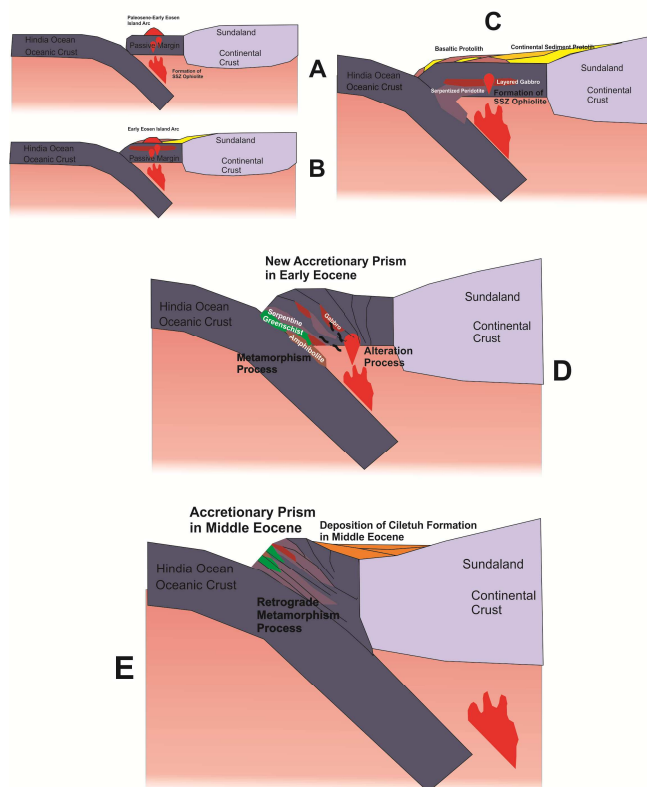 Paleosene-Early Eosen
Island Arc
Sundaland
Hindia Ocean
Oceanic Crust
Passive Margin
Continental
Crust
Formation of
SSZ Ophiolite
A
Early Eosen Island Arc
Sundaland
Hindia Ocean
Oceanic Crust
Passive Margin
Continental
Crust
B
C
Basaltic Protolith
Continental Sediment Protolith
Sundaland
Hindia Ocean
Oceanic Crust
Layered Gabbro
Serpentized Peridotite
Formation of
SSZ Ophiolite
Continental
Crust
New Accretionary Prism
in Early Eocene
Hindia Ocean
Oceanic Crust
Sundaland
Serpentine
Greenschist
Gabbro
Amphibolite
Continental
Crust
Metamorphism
Process
Alteration
Process
D
Accretionary Prism
in Middle Eocene
Deposition of Ciletuh Formation
in Middle Eocene
Hindia Ocean
Oceanic Crust
Sundaland
Continental
Crust
Retrograde
Metamorphism
Process
E